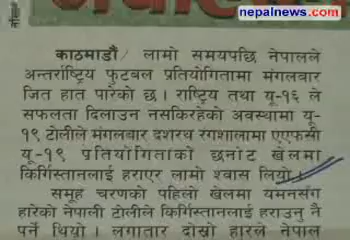 nepalnews.com
काठमाडौं / लामो समयपछि नेपालले
अन्तर्राष्ट्रिय फुटबल प्रतियोगितामा मंगलबार
जित हात पारेको छ । राष्ट्रिय तथा यू-१६ ले
सफलता दिलाउन नसकिरहेको अवस्थामा यू-
१९ टोलीले मंगलबार दशरथ रंगशालामा एएफसी
यू-१९ प्रतियोगिताको छनोट खेलमा
किर्गिस्तानलाई हराएर लामो श्वास लियो ।
समूह चरणको पहिलो खेलमा यमनसँग
हारेको नेपाली टोलीले किर्गिस्तानलाई हराउनु नै
पर्ने थियो । लगातार दोस्रो हारले नेपाल